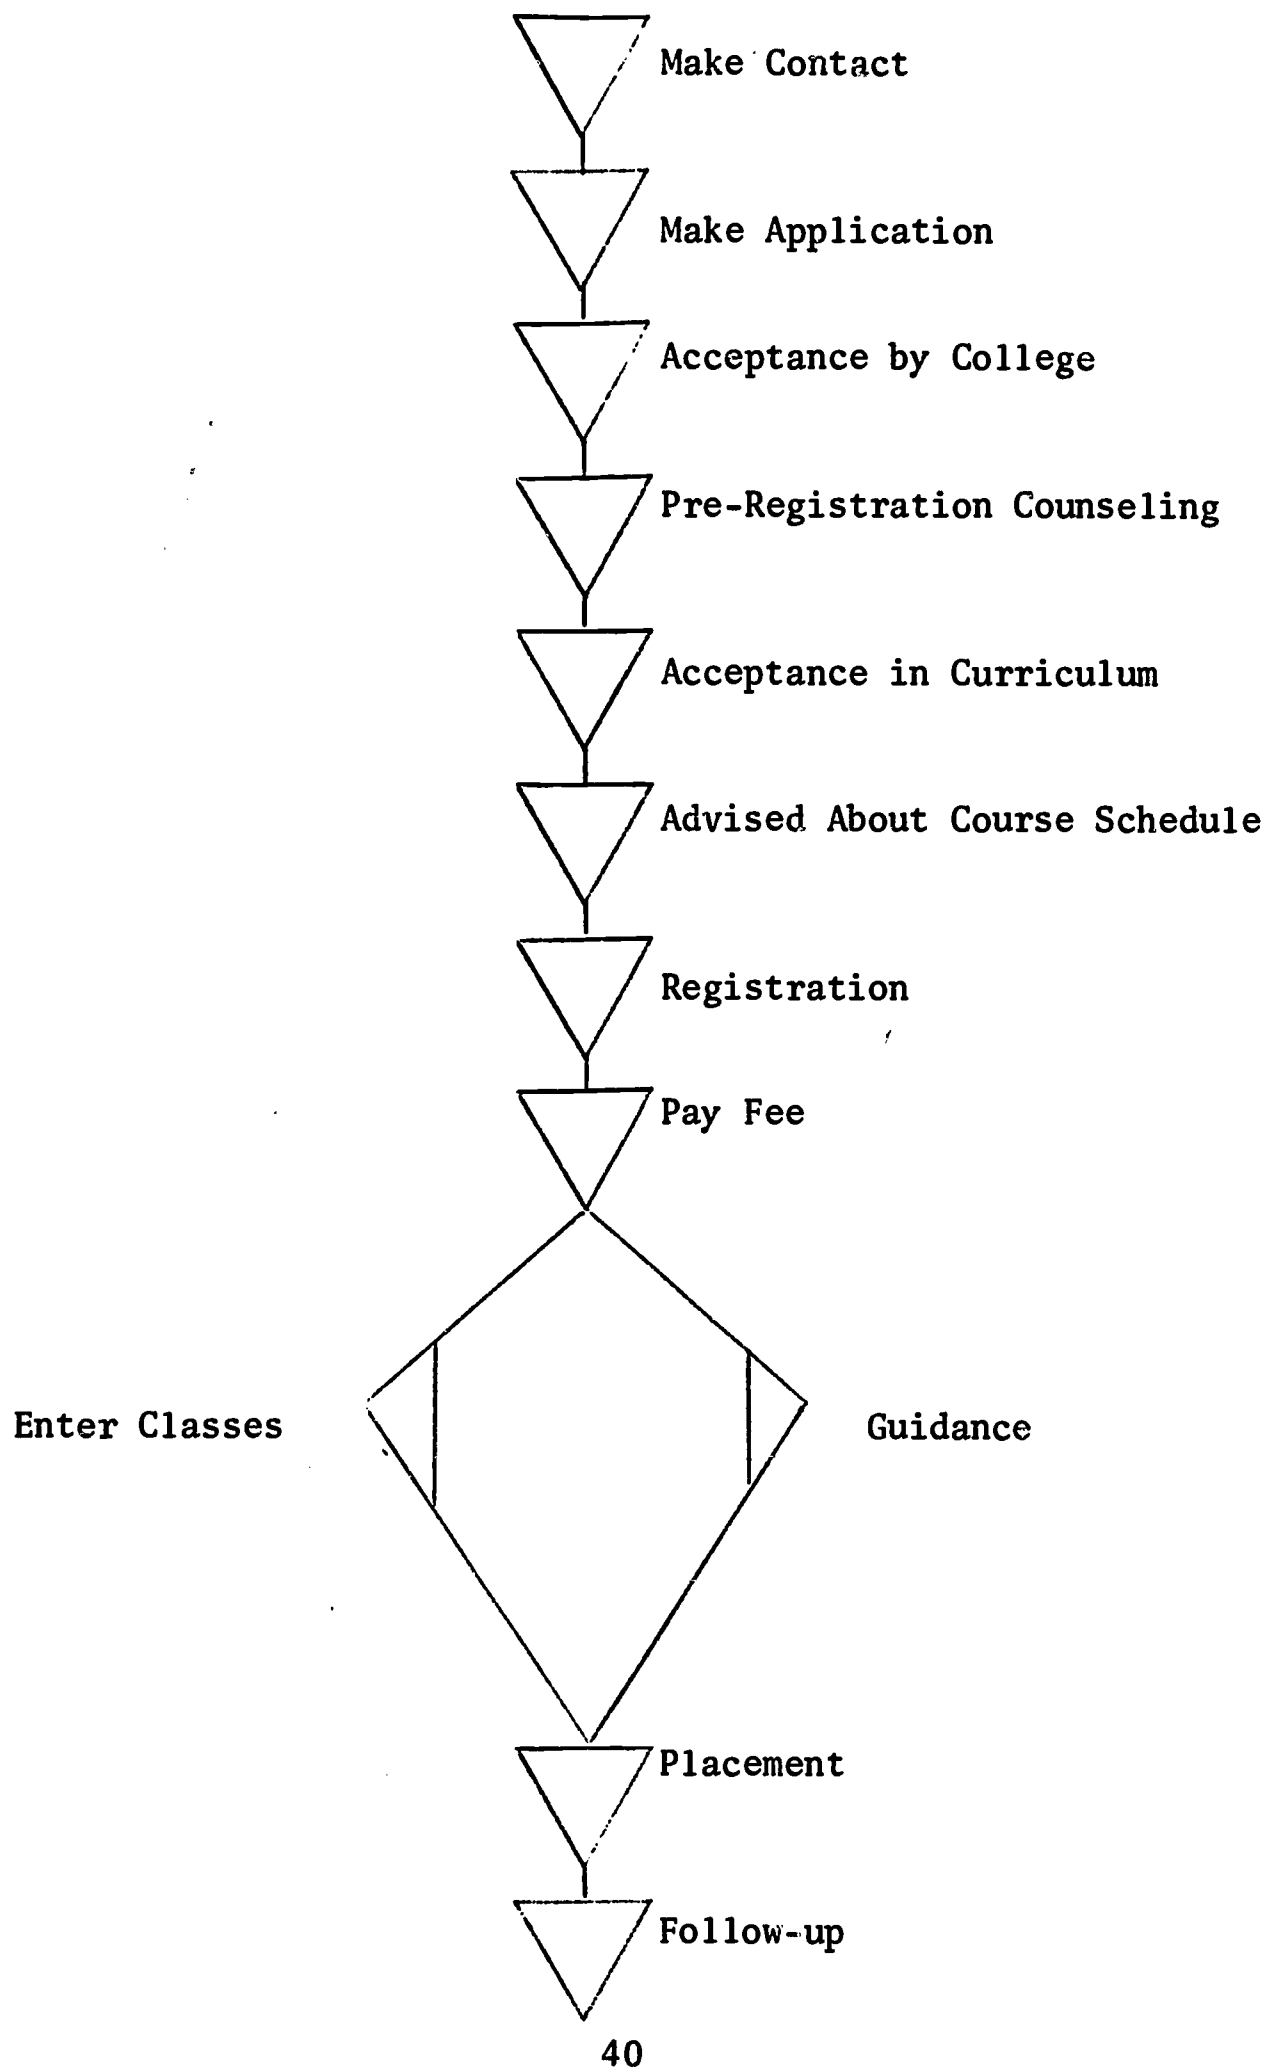 Make Contact
Make Application
Acceptance by College
Pre-Registration Counseling
Acceptance in Curriculum
Advised About Course Schedule
Registration
Pay Fee
Enter Classes
Guidance
Placement
Follow-up
40